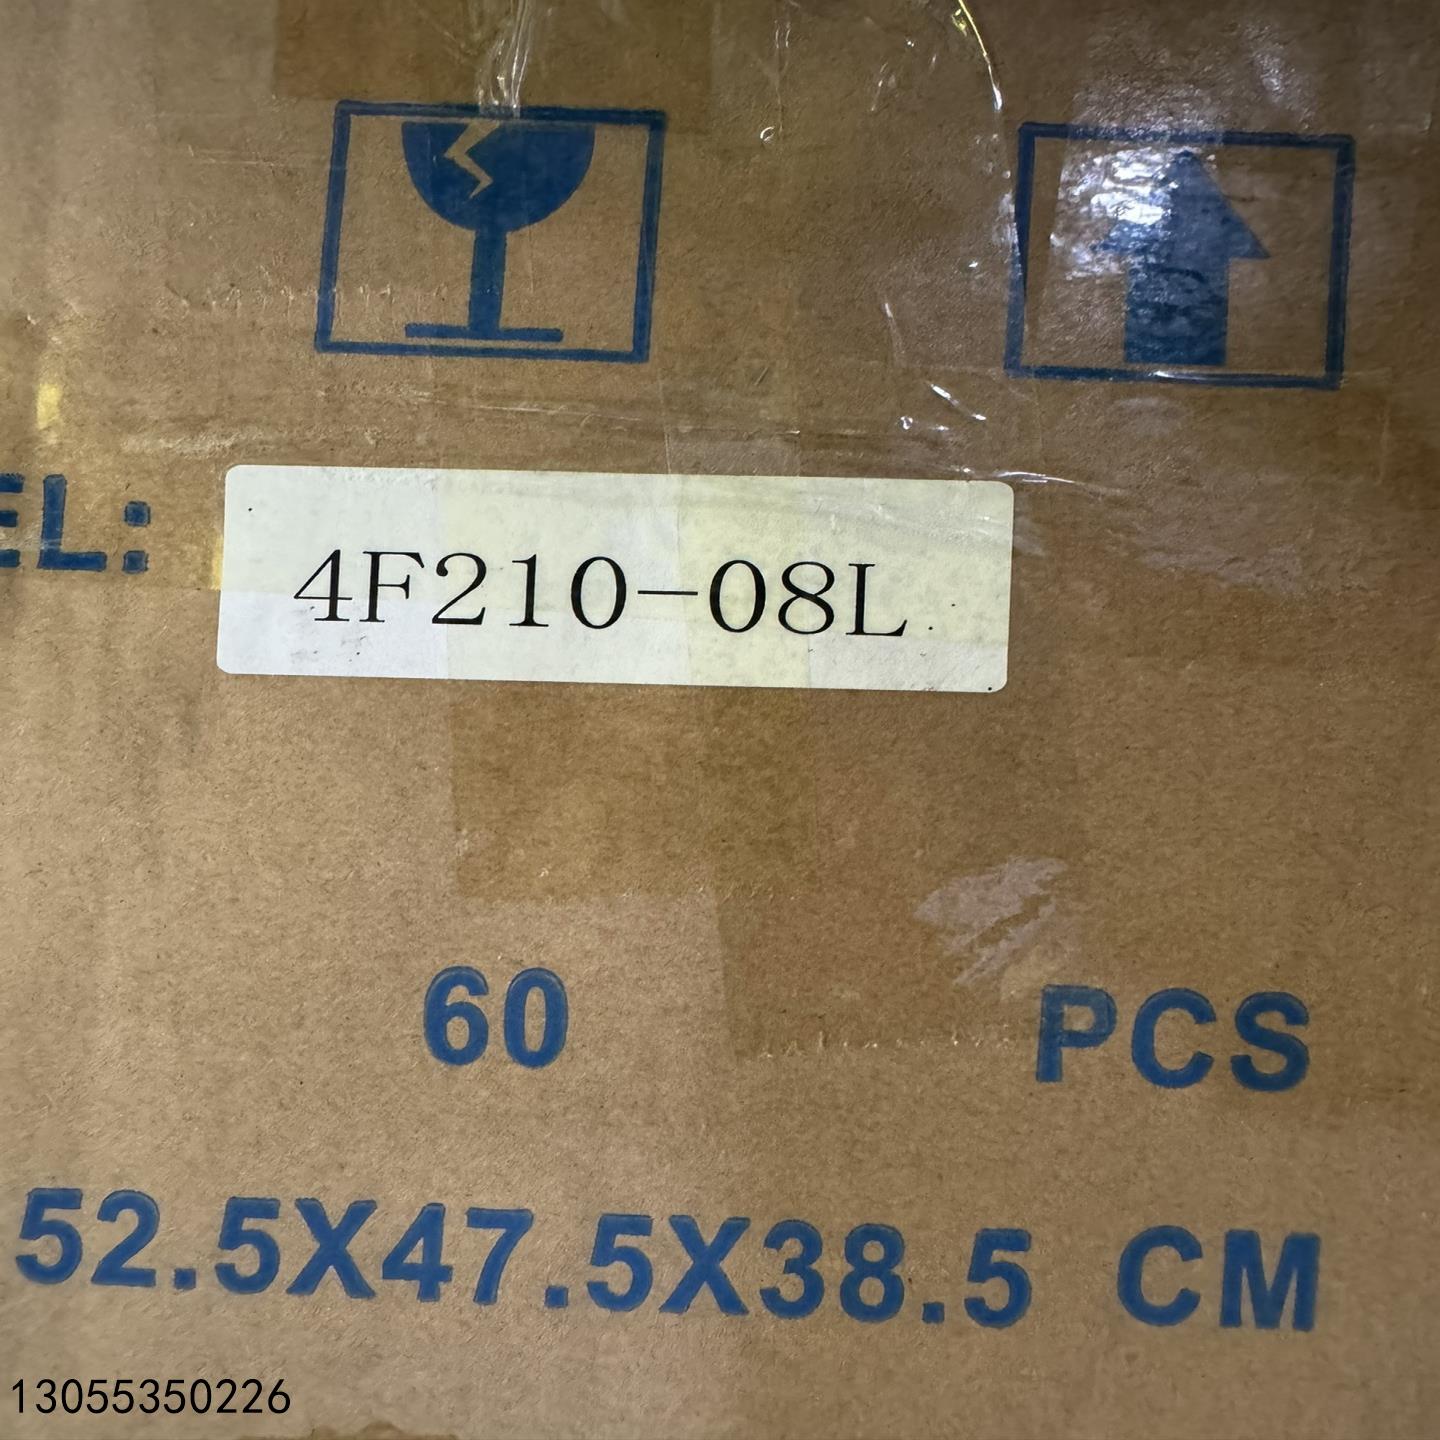 EL:
4F210-08L
60 PCS
52.5X47.5X38.5 CM
13055350226